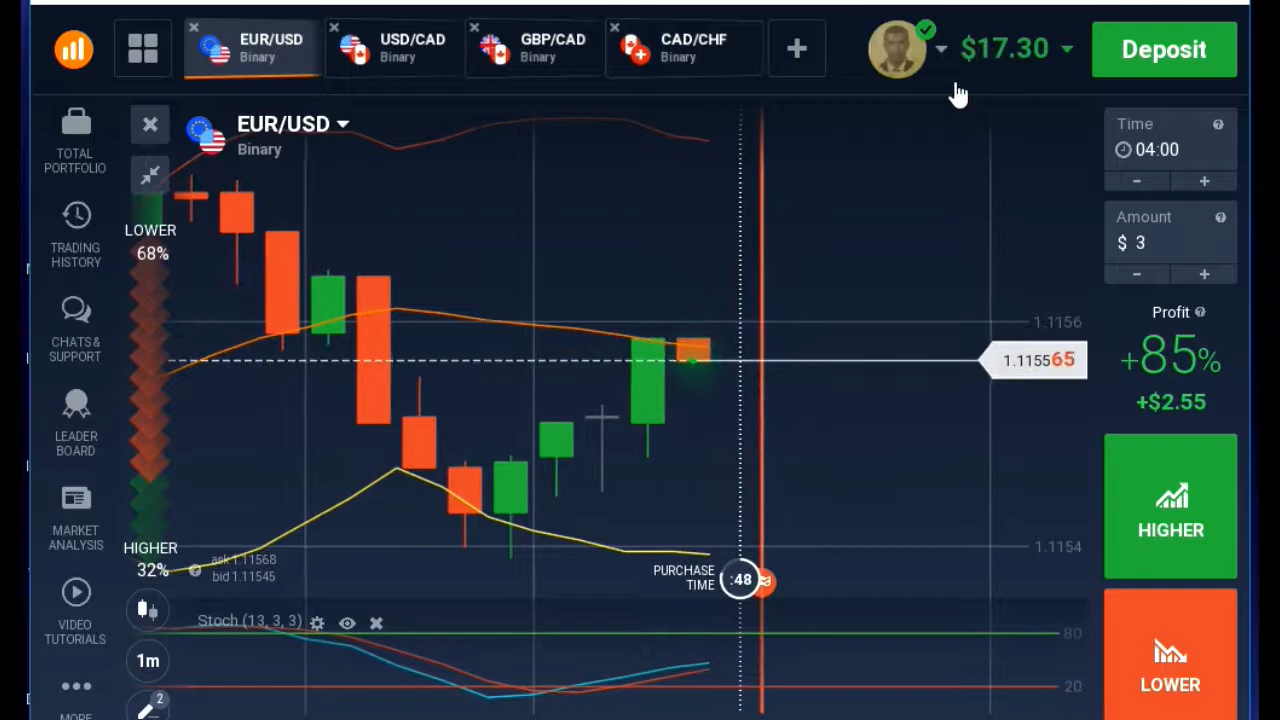 EUR/USD
Binary
USD/CAD
Binary
GBP/CAD
Binary
CAD/CHF
Binary
+
$17.30
Deposit
TOTAL
PORTFOLIO
TRADING
HISTORY
CHATS &
SUPPORT
LEADER
BOARD
MARKET
ANALYSIS
VIDEO
TUTORIALS
MORE
EUR/USD
Binary
LOWER
68%
HIGHER
32%
ask 1.11568
bid 1.11545
1.1156
1.115565
1.1154
PURCHASE
TIME
:48
Stoch (13, 3, 3)
80
20
1m
2
Time
04:00
- +
Amount
$ 3
- +
Profit
+85%
+$2.55
HIGHER
LOWER